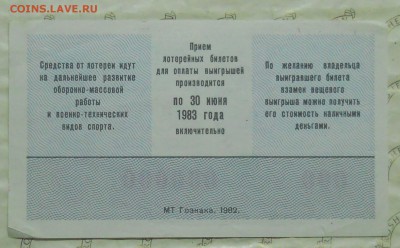 COINS.LAVE.RU
Средства от лотереи идут
на дальнейшее развитие
оборонно-массовой
работы
и военно-технических
видов спорта.
Прием
лотерейных билетов
для оплаты выигрышей
производится
по 30 июня
1983 года
включительно
По желанию владельца
выигравшего билета
взамен вещевого
выигрыша можно получить
его стоимость наличными
деньгами.
МТ Гознака. 1982.